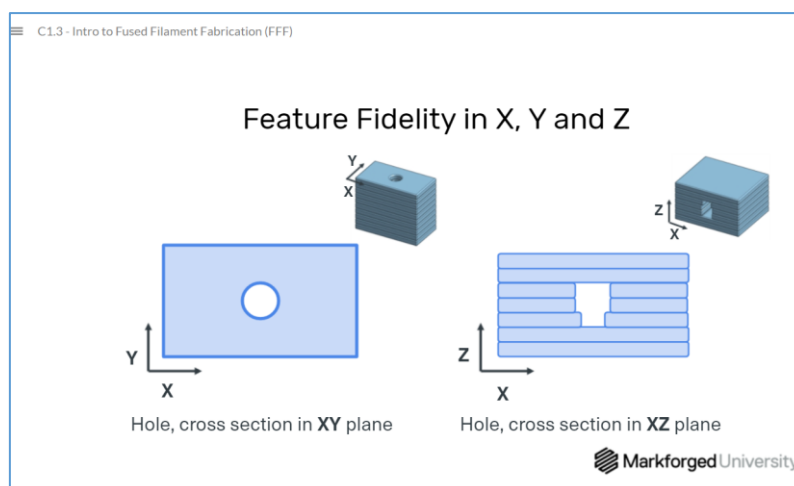 C1.3 - Intro to Fused Filament Fabrication (FFF)
Feature Fidelity in X, Y and Z
Y
X
Z
X
Y
X
Z
X
Hole, cross section in XY plane
Hole, cross section in XZ plane
Markforged University